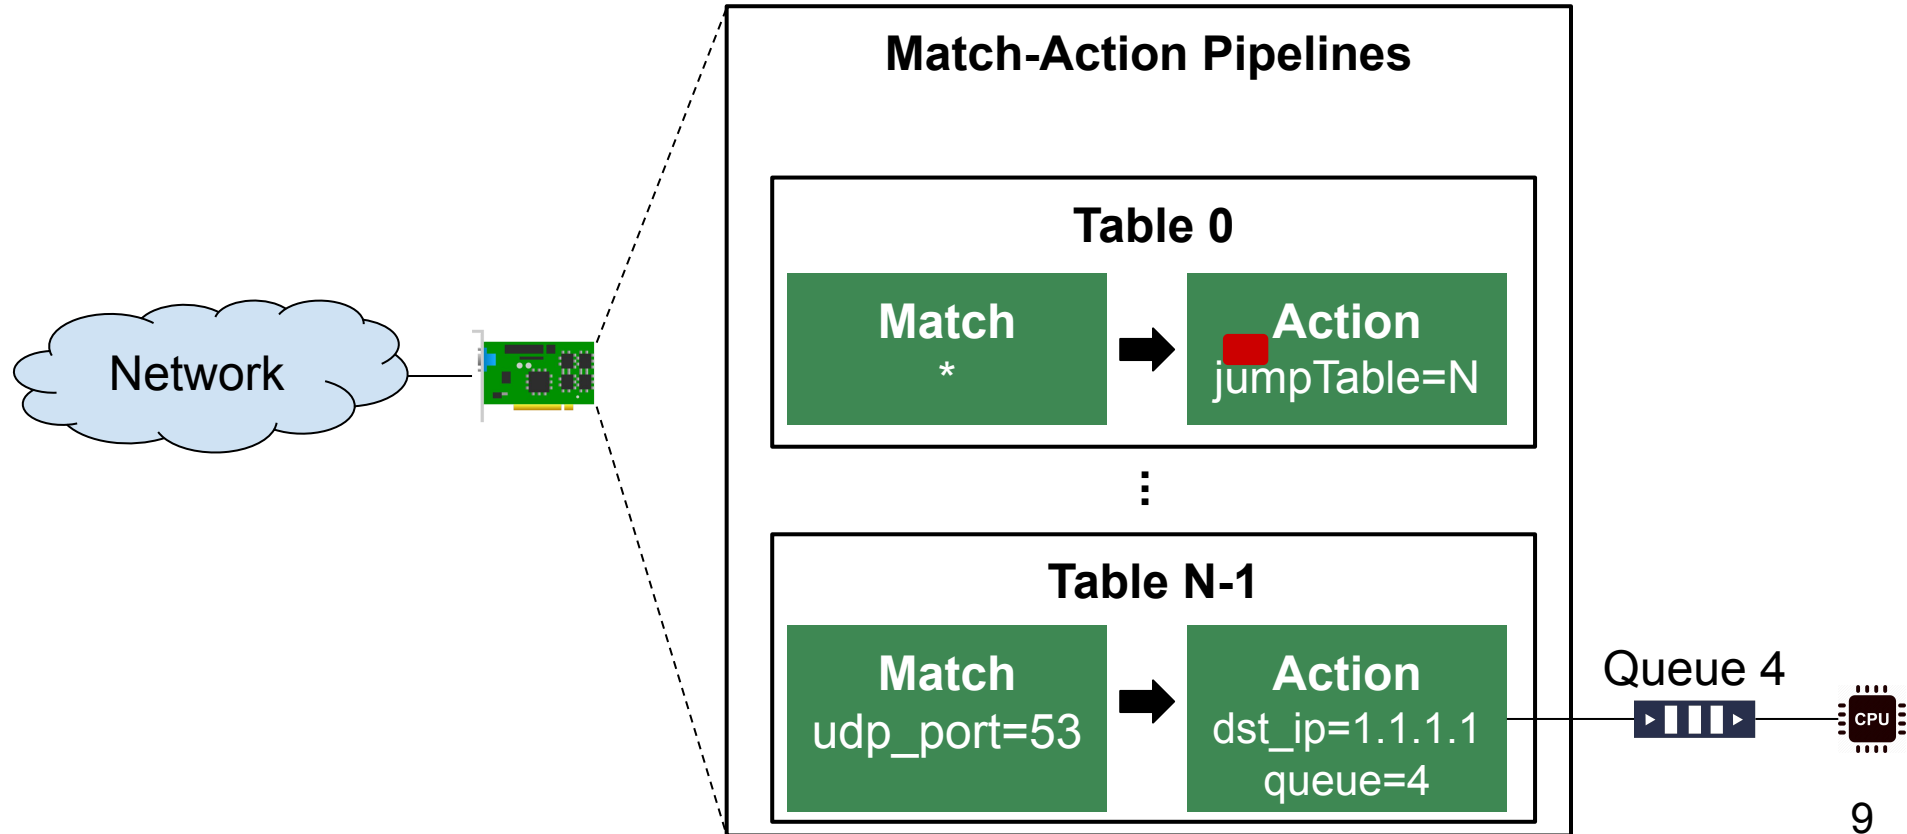 Match-Action Pipelines
Network
Table 0
Match
*
Action
jumpTable=N
⋮
Table N-1
Match
udp_port=53
Action
dst_ip=1.1.1.1
queue=4
Queue 4
CPU
9